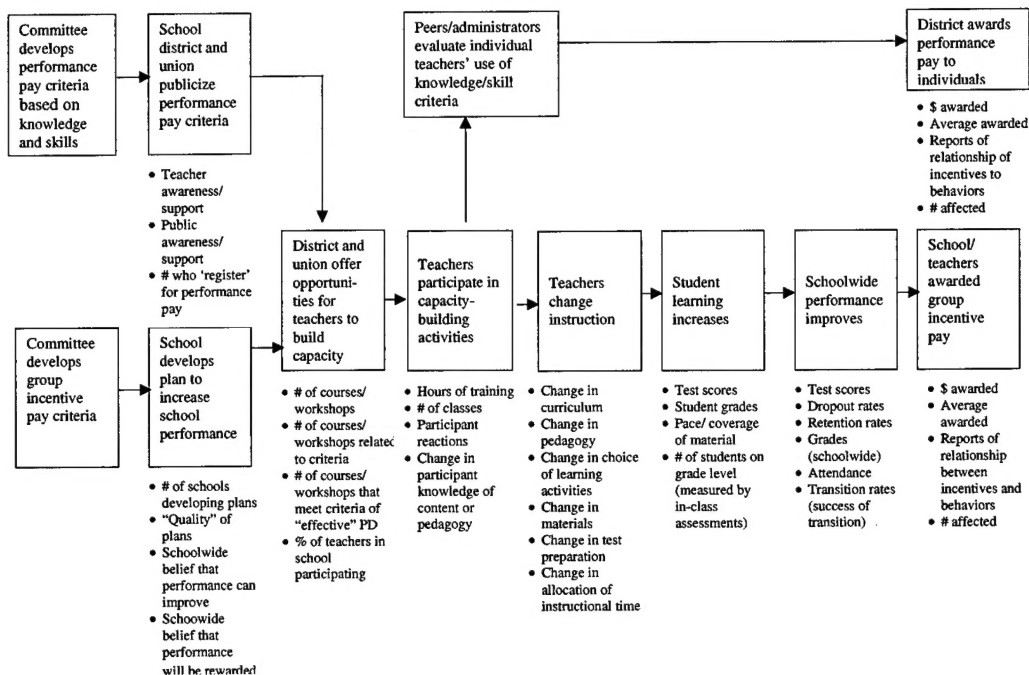 Committee
develops
performance
pay criteria
based on
knowledge
and skills
School
district and
union
publicize
performance
pay criteria
Peers/administrators
evaluate individual
teachers' use of
knowledge/skill
criteria
District awards
performance
pay to
individuals
• Teacher
awareness/
support
• Public
awareness/
support
• # who 'register'
for performance
pay
• $ awarded
• Average awarded
• Reports of
relationship of
incentives to
behaviors
• # affected
Committee
develops
group
incentive
pay criteria
School
develops
plan to
increase
school
performance
District and
union offer
opportuni-
ties for
teachers to
build
capacity
Teachers
participate in
capacity-
building
activities
Teachers
change
instruction
Student
learning
increases
Schoolwide
performance
improves
School/
teachers
awarded
group
incentive
pay
• # of schools
developing plans
• "Quality" of
plans
• Schoolwide
belief that
performance can
improve
• Schoowide
belief that
performance
will be rewarded
• # of courses/
workshops
• # of courses/
workshops related
to criteria
• # of courses/
workshops that
meet criteria of
"effective" PD
• % of teachers in
school
participating
• Hours of training
• # of classes
• Participant
reactions
• Change in
participant
knowledge of
content or
pedagogy
• Change in
curriculum
• Change in
pedagogy
• Change in choice
of learning
activities
• Change in
materials
• Change in test
preparation
• Change in
allocation of
instructional time
• Test scores
• Student grades
• Pace/ coverage
of material
• # of students on
grade level
(measured by
in-class
assessments)
• Test scores
• Dropout rates
• Retention rates
• Grades
(schoolwide)
• Attendance
• Transition rates
(success of
transition)
• $ awarded
• Average
awarded
• Reports of
relationship
between
incentives and
behaviors
• # affected